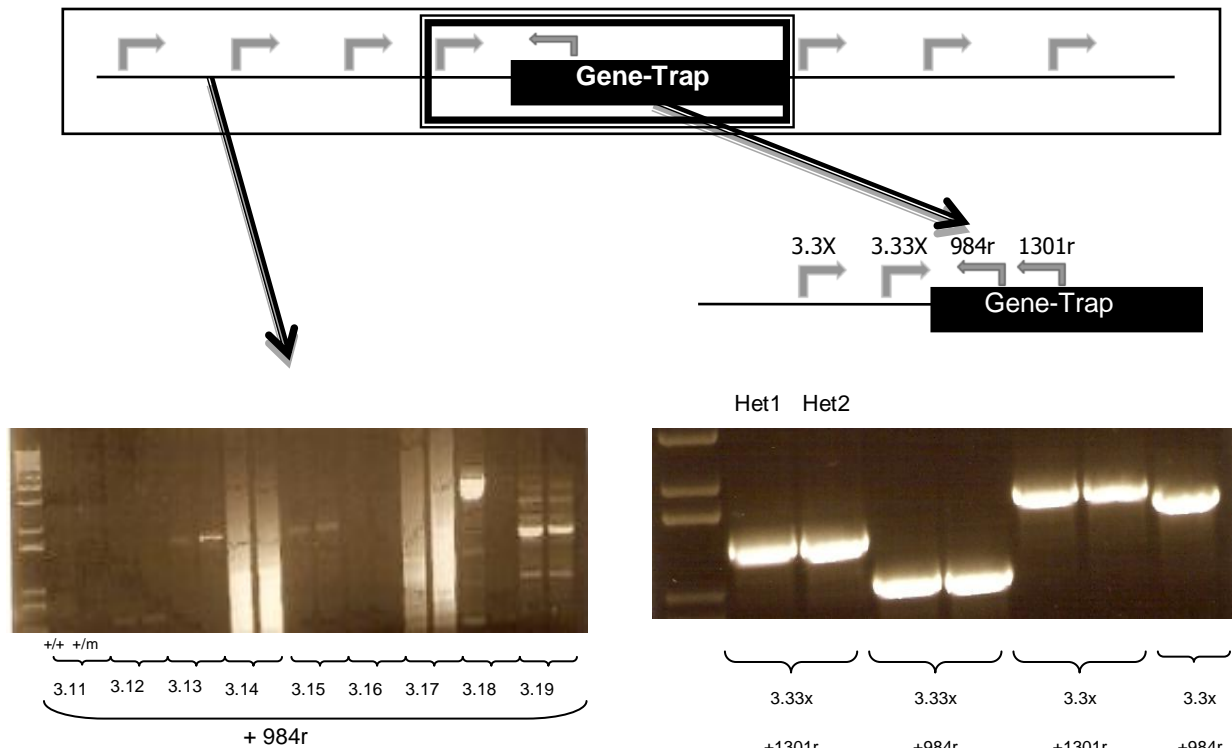 Gene-Trap
3.3X 3.33X 984r 1301r
Gene-Trap
Het1 Het2
+/+ +/m
3.11 3.12 3.13 3.14 3.15 3.16 3.17 3.18 3.19
+ 984r
3.33x 3.33x 3.3x 3.3x
+1301r +984r +1301r +984r